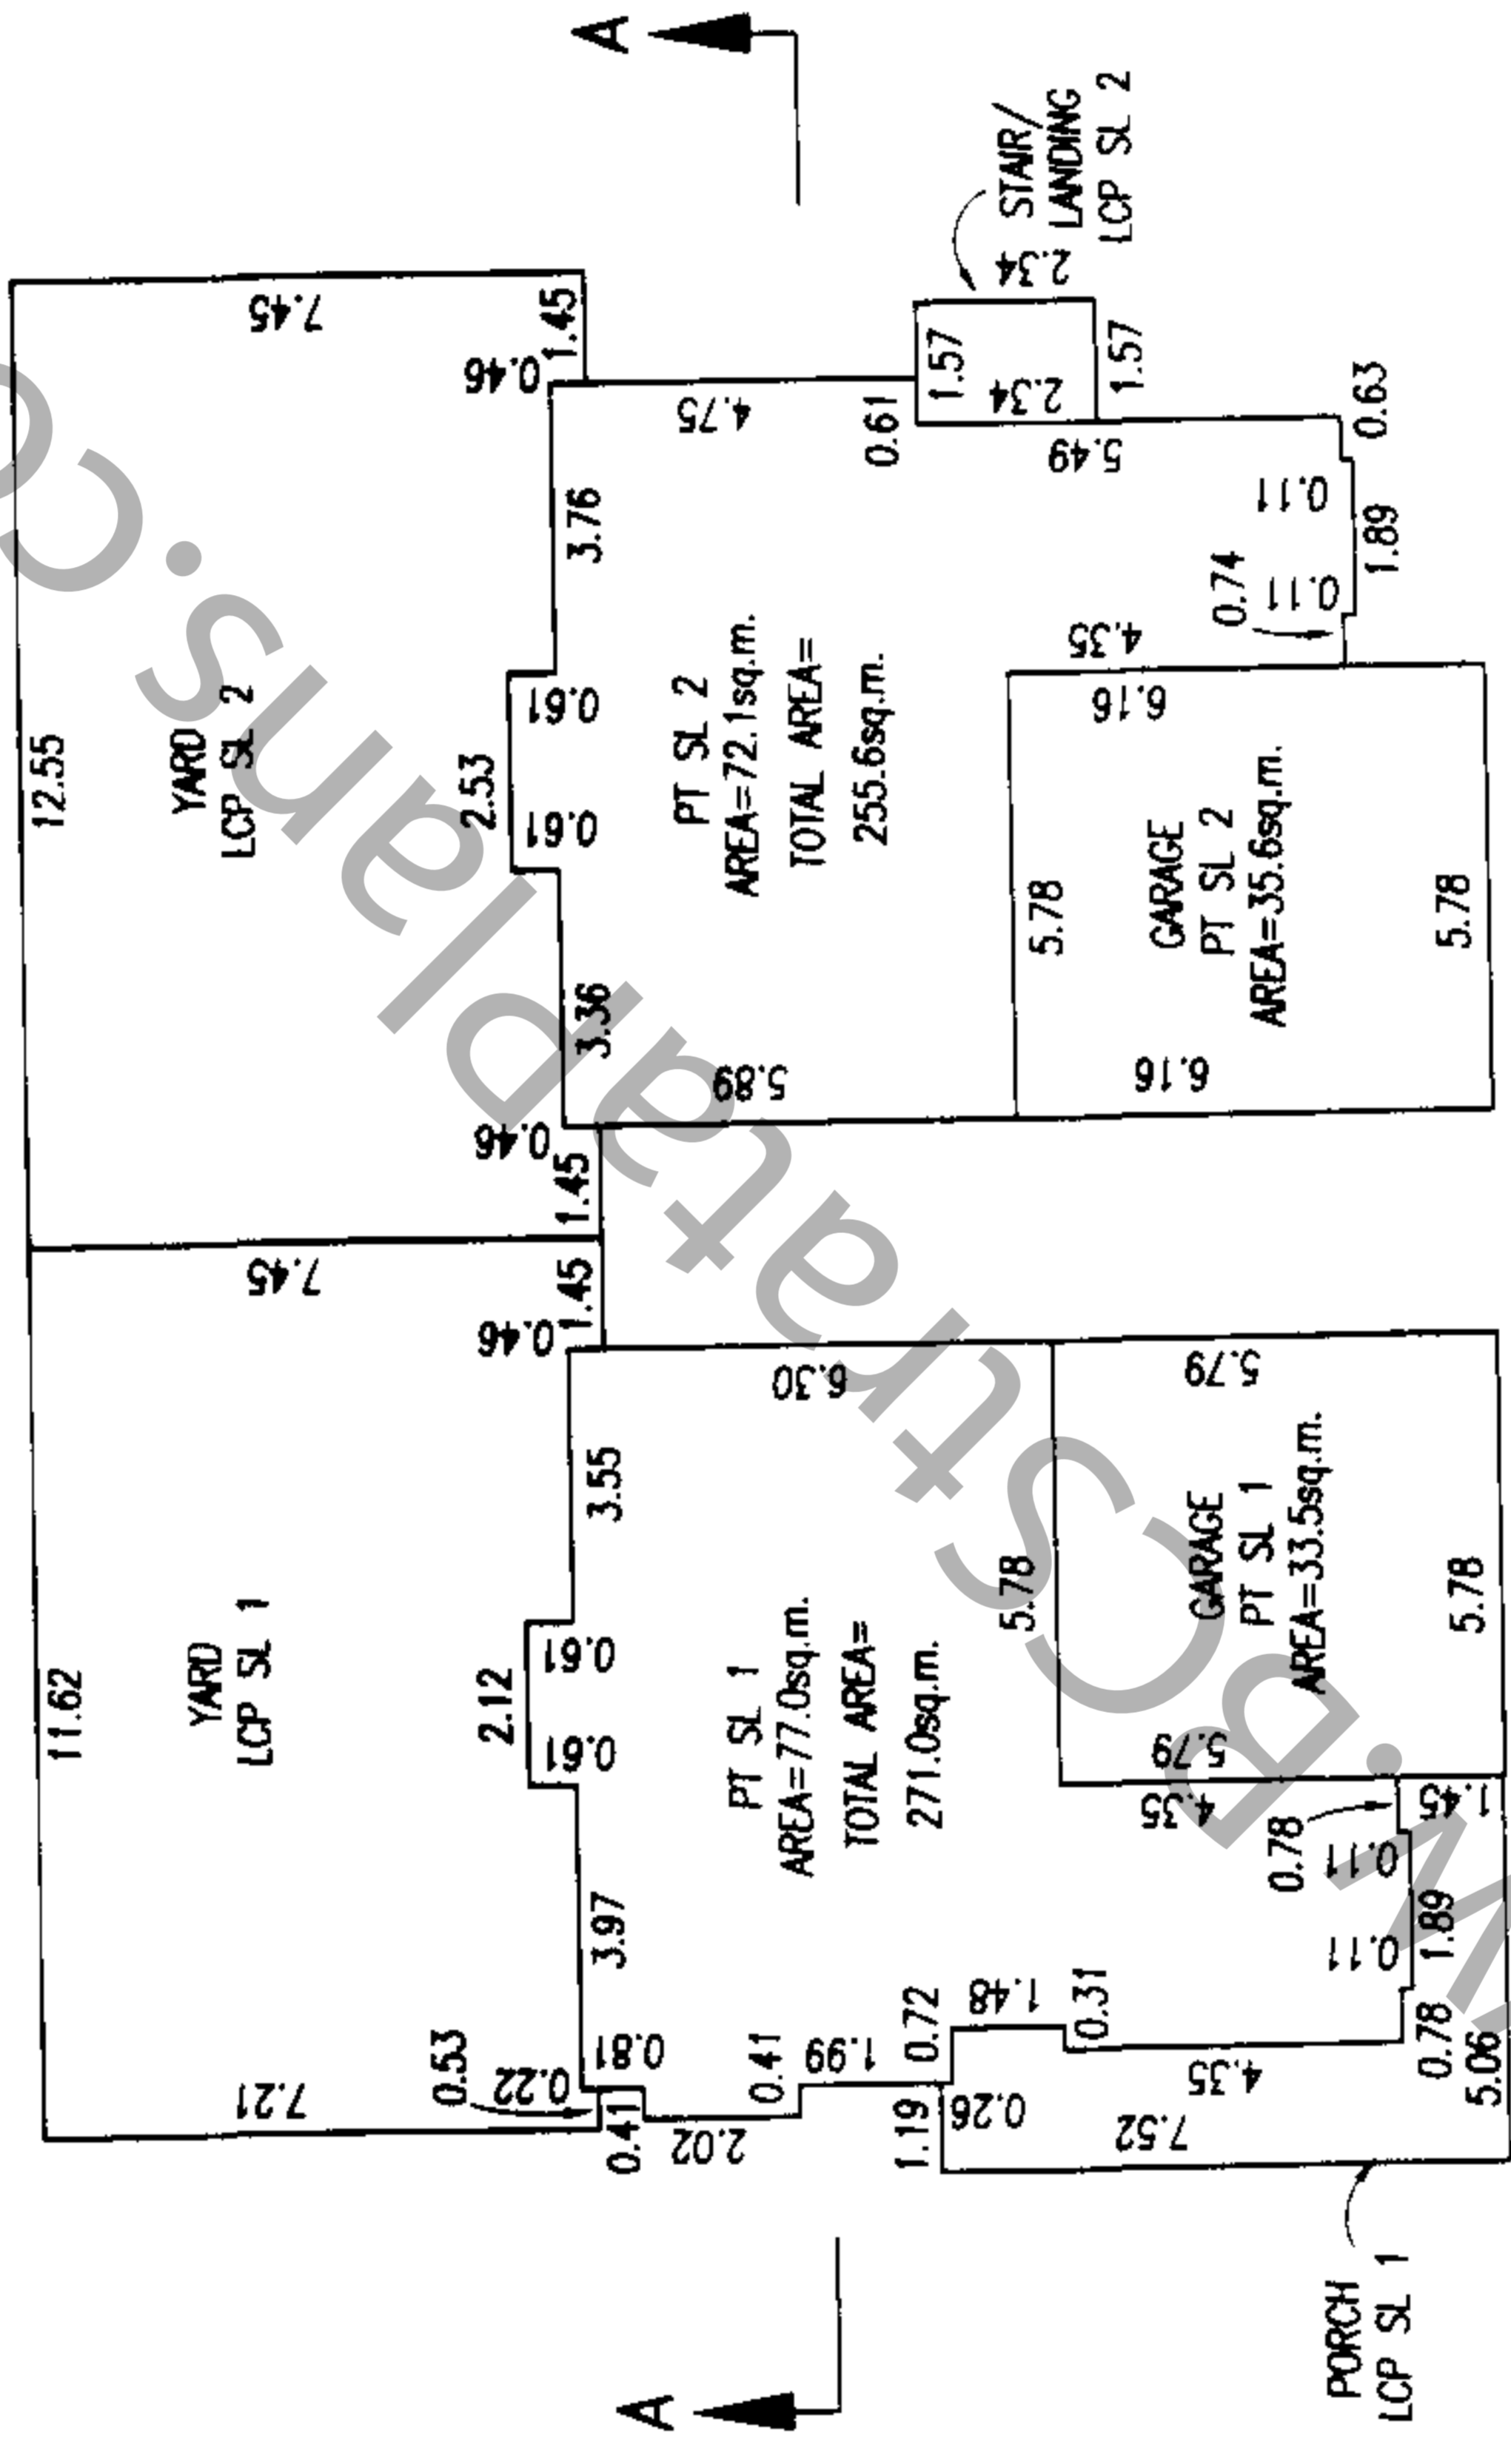 A
STAIR/
LANDING
LCP SL 2
12.55
7.45
YARD
LCP SL 2
1.45
0.46
3.76
0.61
2.53
0.61
3.36
0.46
1.45
4.75
0.61
1.57
2.34
2.34
1.57
5.49
0.63
0.11
1.89
0.11
0.74
4.35
PT SL 2
AREA=72.1sq.m.
TOTAL AREA=
255.6sq.m.
5.89
6.16
5.78
GARAGE
PT SL 2
AREA=35.6sq.m.
6.16
5.78
11.62
7.45
YARD
LCP SL 1
1.45
0.46
3.55
0.61
2.12
0.61
3.97
7.21
0.53
0.22
0.81
0.41
2.02
0.41
1.99
6.30
PT SL 1
AREA=77.0sq.m.
TOTAL AREA=
271.0sq.m.
5.79
5.78
GARAGE
PT SL 1
AREA=33.5sq.m.
5.79
5.78
4.35
1.45
0.78
0.11
1.89
0.11
0.78
5.06
0.72
1.48
0.31
4.35
1.19
0.26
7.52
PORCH
LCP SL 1
A
w.BCStrataPlans.c